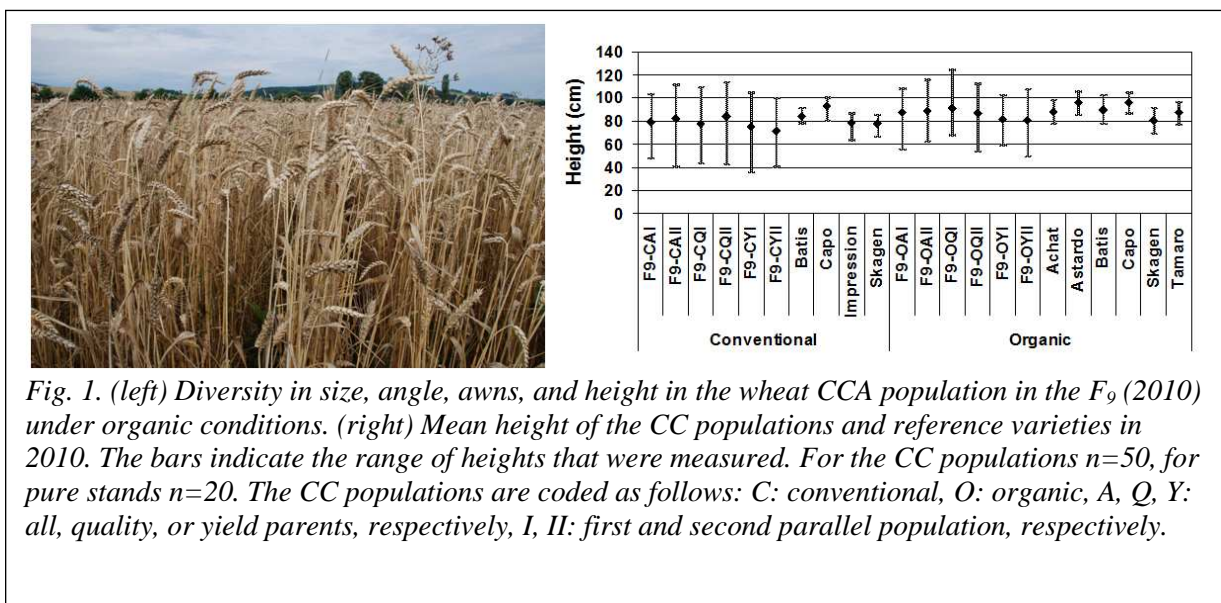 140
120
100
80
60
40
20
0
Height (cm)
F9-CAI
F9-CAII
F9-CQI
F9-CQII
F9-CYI
F9-CYII
Batis
Capo
Impression
Skagen
F9-OAI
F9-OAII
F9-OQI
F9-OQII
F9-OYI
F9-OYII
Achat
Astardo
Batis
Capo
Skagen
Tamaro
Conventional
Organic
Fig. 1. (left) Diversity in size, angle, awns, and height in the wheat CCA population in the F9 (2010)
under organic conditions. (right) Mean height of the CC populations and reference varieties in
2010. The bars indicate the range of heights that were measured. For the CC populations n=50, for
pure stands n=20. The CC populations are coded as follows: C: conventional, O: organic, A, Q, Y:
all, quality, or yield parents, respectively, I, II: first and second parallel population, respectively.